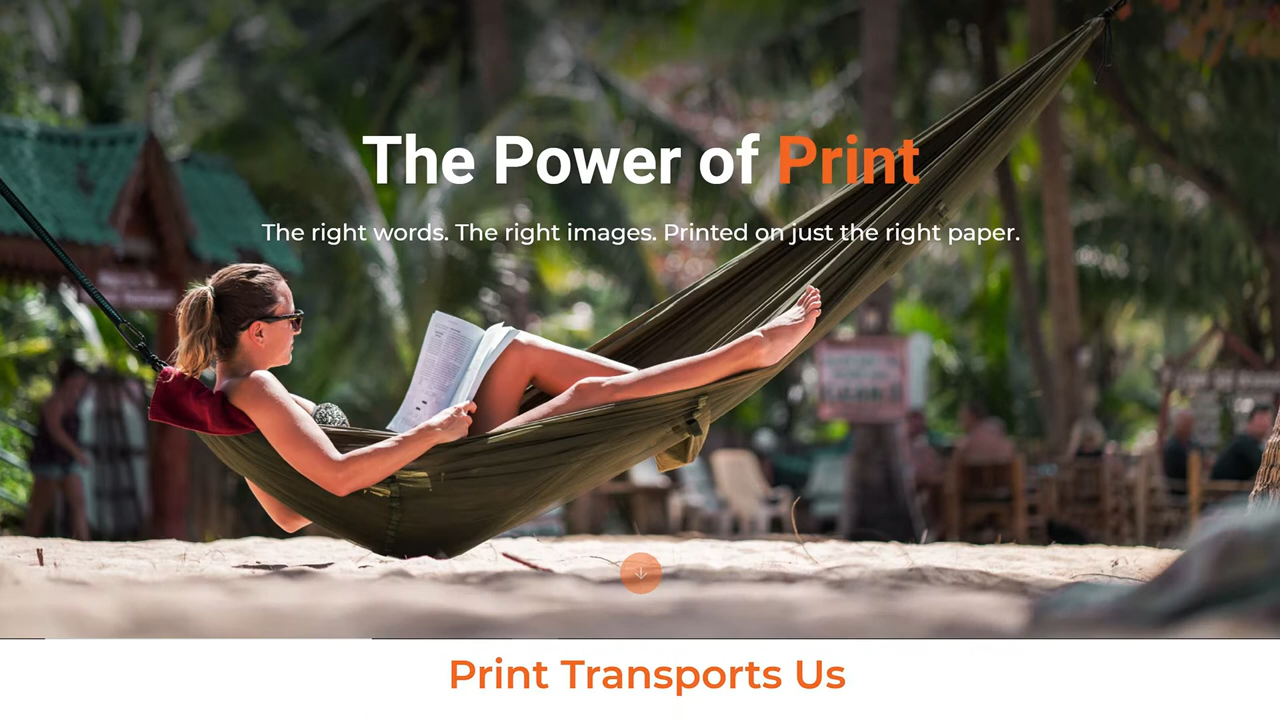 The Power of Print
The right words. The right images. Printed on just the right paper.
Print Transports Us